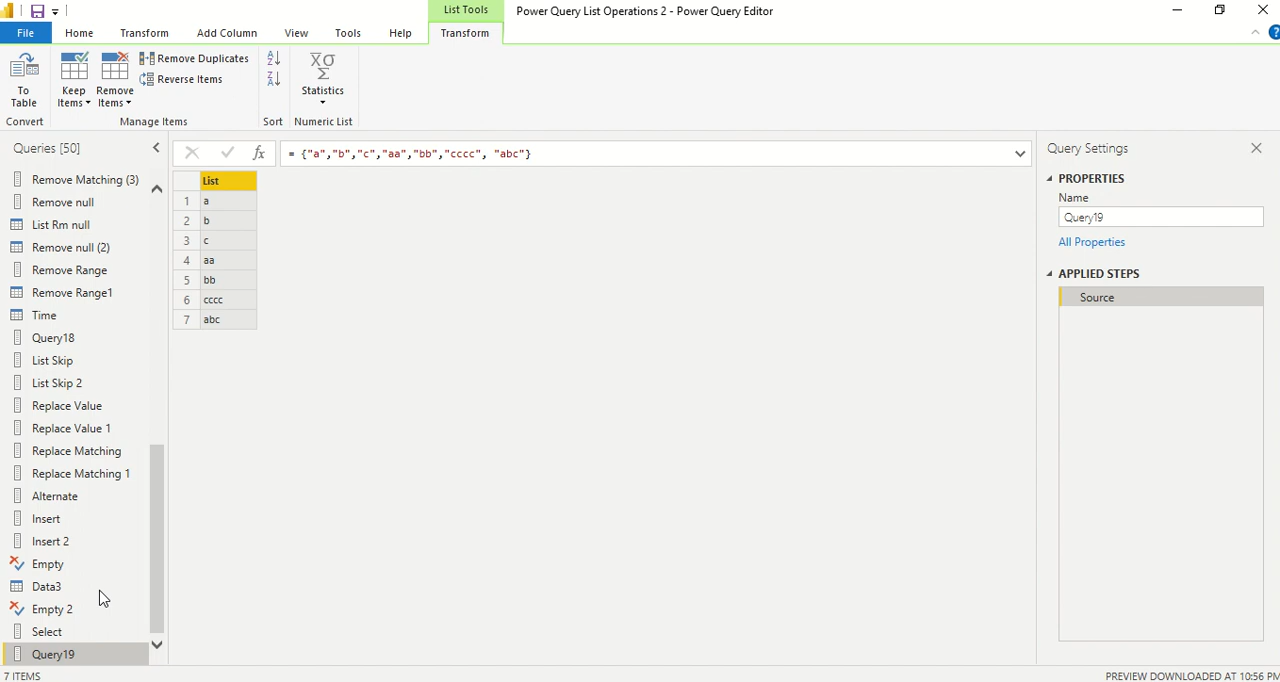 List Tools
Power Query List Operations 2 - Power Query Editor
File
Home
Transform
Add Column
View
Tools
Help
Transform
To Table
Keep Items
Remove Items
Remove Duplicates
Reverse Items
Statistics
Convert
Manage Items
Sort
Numeric List
Queries [50]
Remove Matching (3)
Remove null
List Rm null
Remove null (2)
Remove Range
Remove Range1
Time
Query18
List Skip
List Skip 2
Replace Value
Replace Value 1
Replace Matching
Replace Matching 1
Alternate
Insert
Insert 2
Empty
Data3
Empty 2
Select
Query19
fx
= {"a","b","c","aa","bb","cccc", "abc"}
List
1 a
2 b
3 c
4 aa
5 bb
6 cccc
7 abc
Query Settings
PROPERTIES
Name
Query19
All Properties
APPLIED STEPS
Source
7 ITEMS
PREVIEW DOWNLOADED AT 10:56 PM